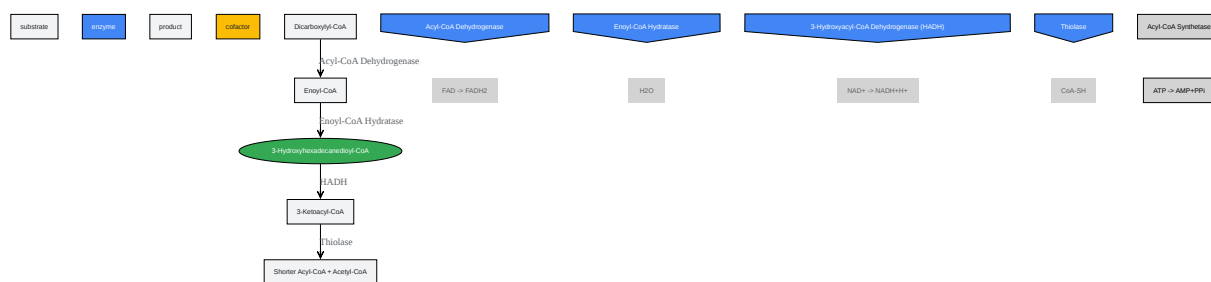 substrate
enzyme
product
cofactor
Dicarboxylyl-CoA
Acyl-CoA Dehydrogenase
Enoyl-CoA Hydratase
3-Hydroxyacyl-CoA Dehydrogenase (HADH)
Thiolase
Acyl-CoA Synthetase
Acyl-CoA Dehydrogenase
Enoyl-CoA
FAD -> FADH2
H2O
NAD+ -> NADH+H+
CoA-SH
ATP -> AMP+PPi
Enoyl-CoA Hydratase
3-Hydroxyhexadecanedioyl-CoA
HADH
3-Ketoacyl-CoA
Thiolase
Shorter Acyl-CoA + Acetyl-CoA